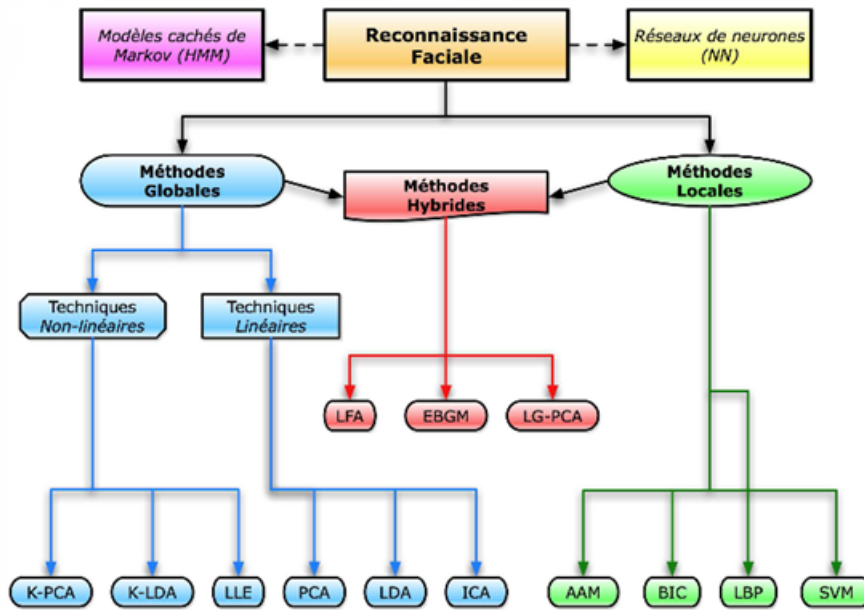 Modèles cachés de
Markov (HMM)
Reconnaissance
Faciale
Réseaux de neurones
(NN)
Méthodes
Globales
Méthodes
Hybrides
Méthodes
Locales
Techniques
Non-linéaires
Techniques
Linéaires
LFA
EBGM
LG-PCA
K-PCA
K-LDA
LLE
PCA
LDA
ICA
AAM
BIC
LBP
SVM